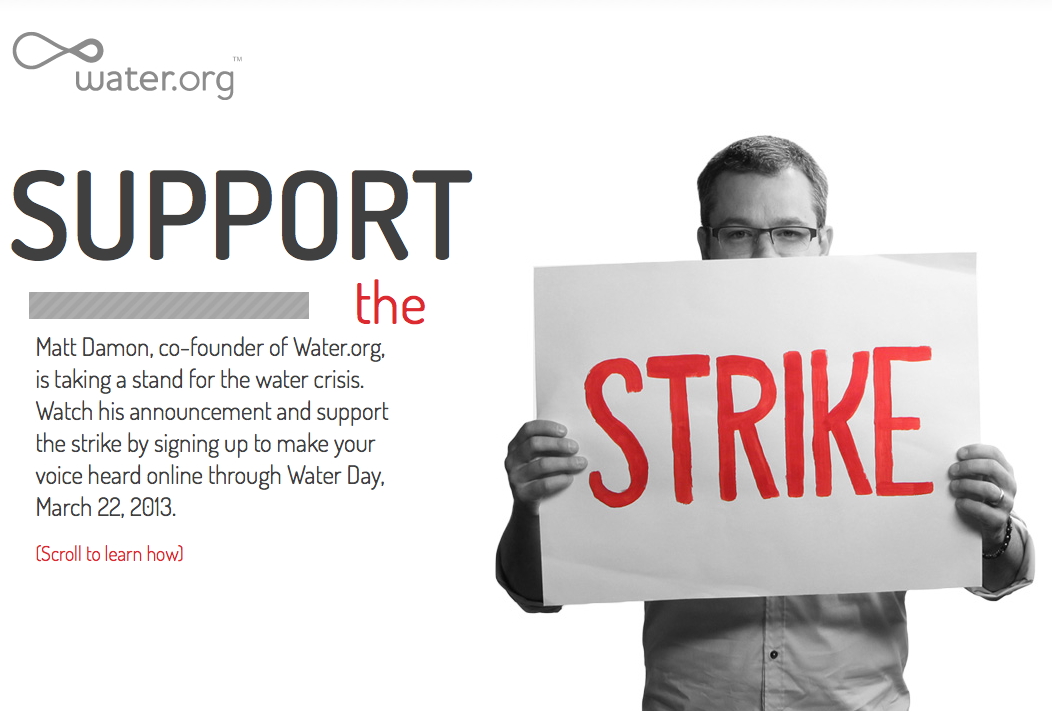 water.org™
SUPPORT
the
STRIKE
Matt Damon, co-founder of Water.org,
is taking a stand for the water crisis.
Watch his announcement and support
the strike by signing up to make your
voice heard online through Water Day,
March 22, 2013.
(Scroll to learn how)